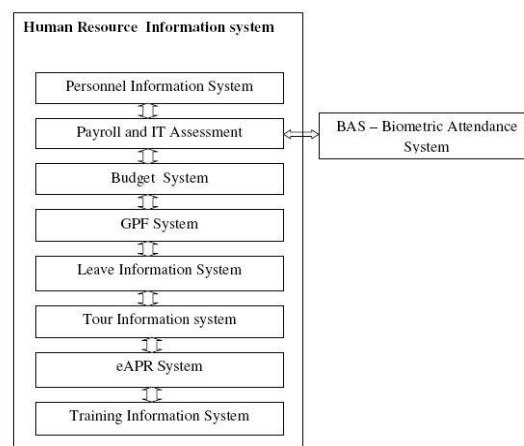 Human Resource Information system
Personnel Information System
Payroll and IT Assessment
BAS – Biometric Attendance
System
Budget System
GPF System
Leave Information System
Tour Information system
eAPR System
Training Information System